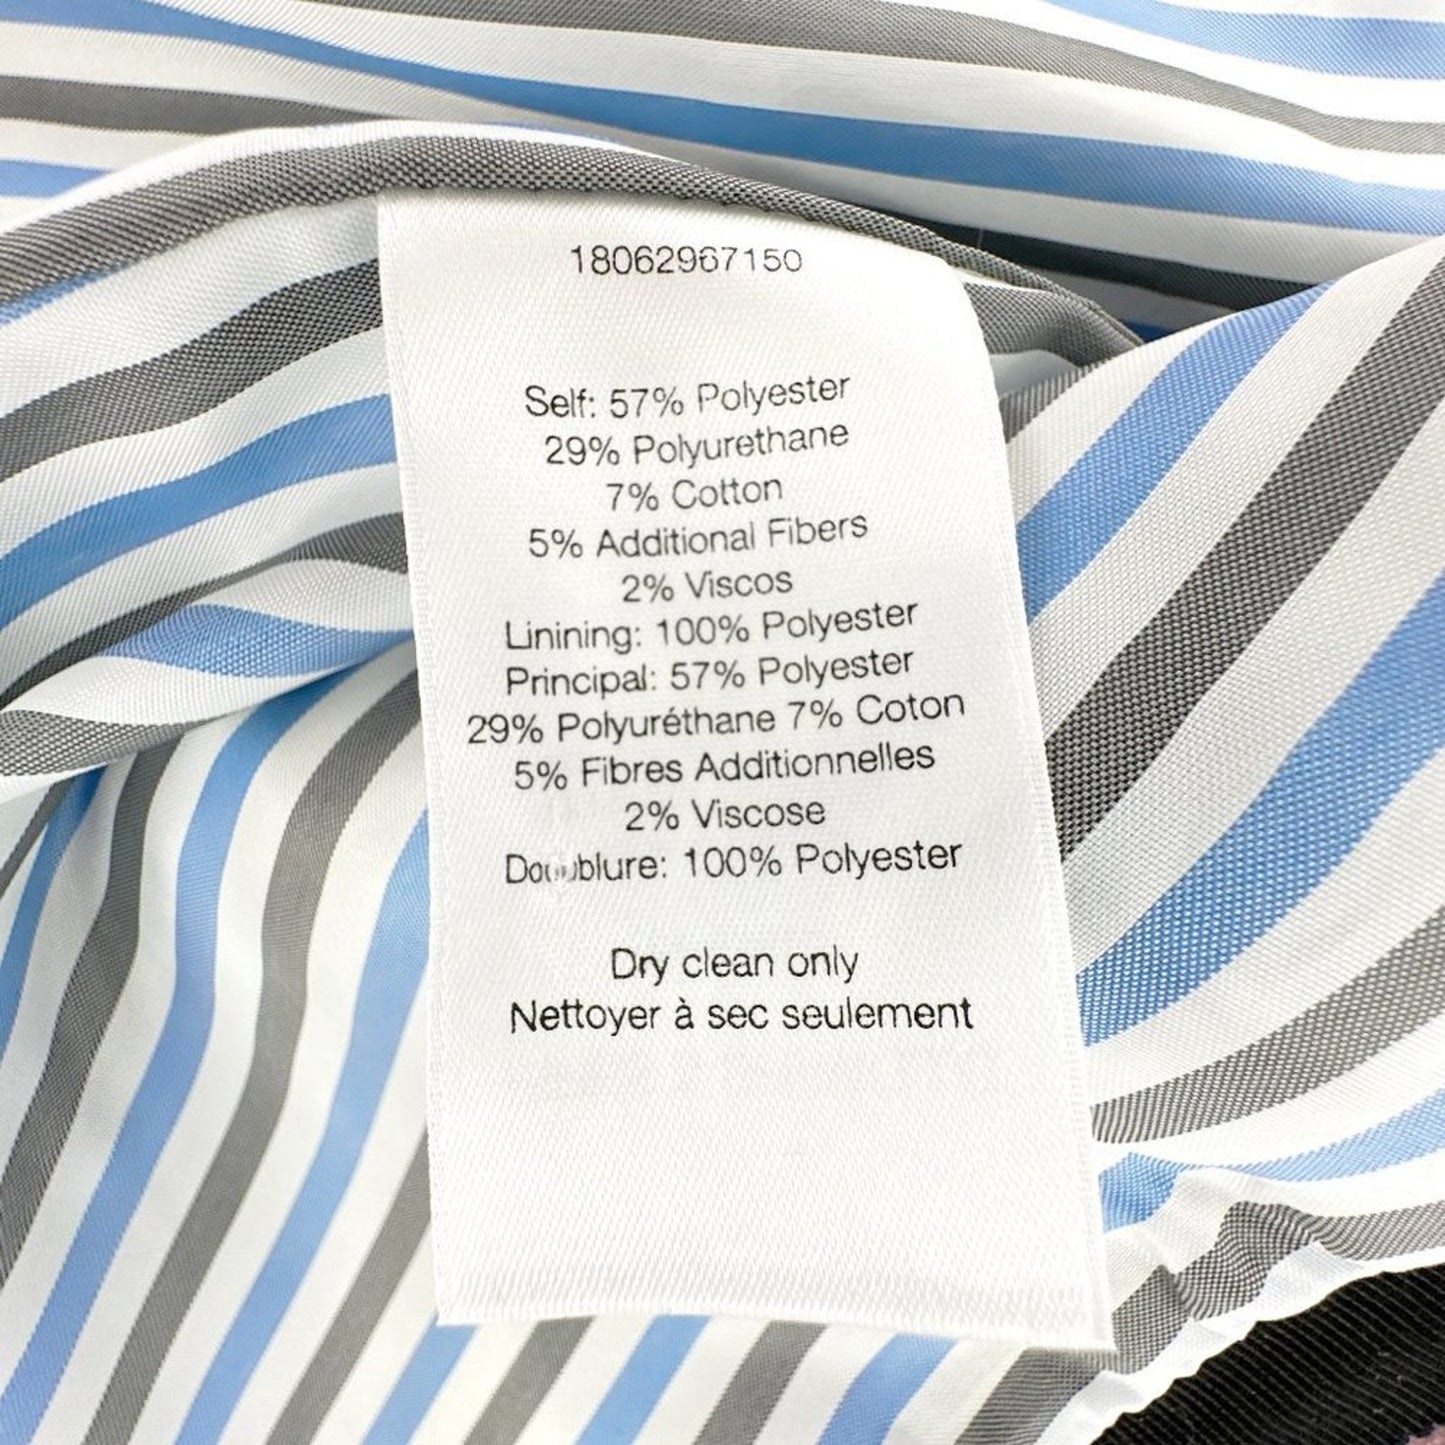 18062967150
Self: 57% Polyester
29% Polyurethane
7% Cotton
5% Additional Fibers
2% Viscos
Linining: 100% Polyester
Principal: 57% Polyester
29% Polyuréthane 7% Coton
5% Fibres Additionnelles
2% Viscose
Doublure: 100% Polyester
Dry clean only
Nettoyer à sec seulement